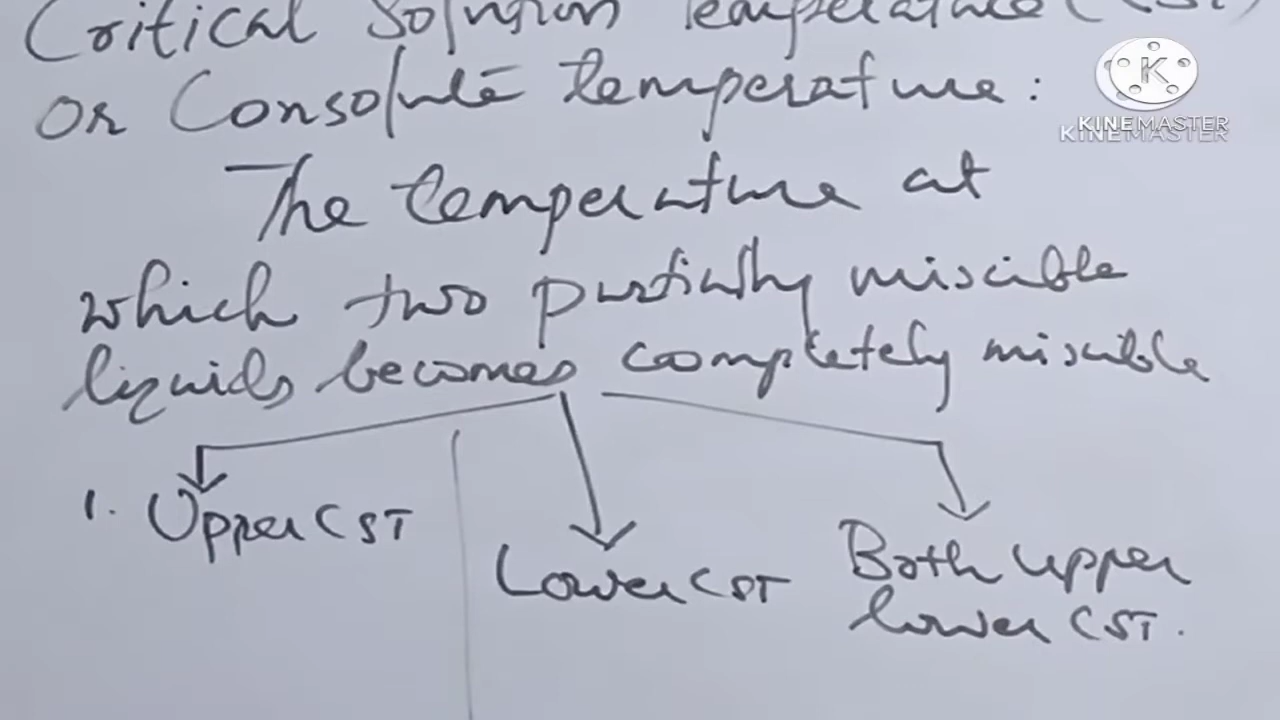 Critical Solution Temperature (CST)
or Consolute temperature:
KINEMASTER
The temperature at
which two partially miscible
liquids becomes completely miscible
1. Upper CST
Lower CST
Both upper
lower CST.